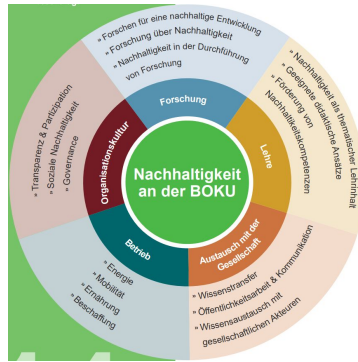 Nachhaltigkeit
an der BOKU
Forschung
» Forschen für eine nachhaltige Entwicklung
» Forschung über Nachhaltigkeit
» Nachhaltigkeit in der Durchführung
von Forschung
Lehre
» Nachhaltigkeit als thematischer Lehrinhalt
» Geeignete didaktische Ansätze
» Förderung von
Nachhaltikeitskompetenzen
Austausch mit der
Gesellschaft
» Wissenstransfer
» Öffentlichkeitsarbeit & Kommunikation
» Wissensaustausch mit
gesellschaftlichen Akteuren
Betrieb
» Energie
» Mobilität
» Ernährung
» Beschaffung
Organisationskultur
» Transparenz & Partizipation
» Soziale Nachhaltigkeit
» Governance